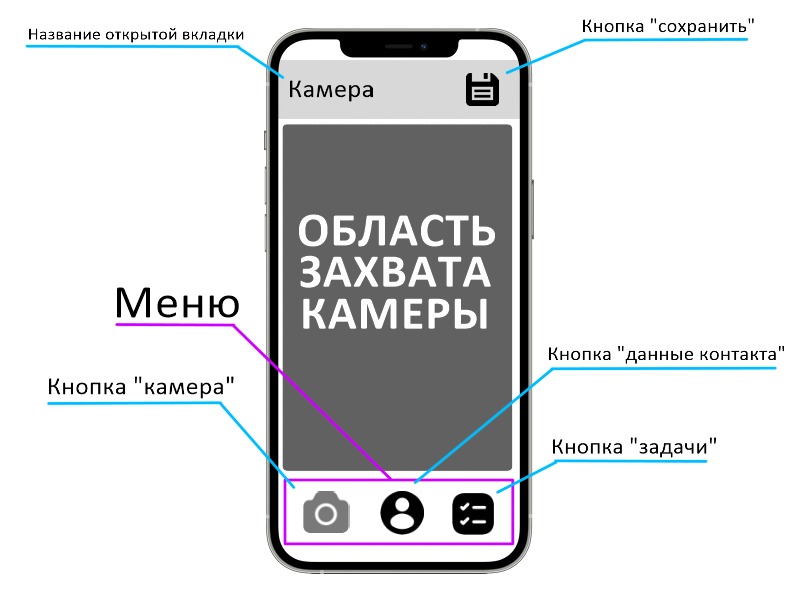 Название открытой вкладки
Кнопка "сохранить"
Камера
ОБЛАСТЬ
ЗАХВАТА
КАМЕРЫ
Меню
Кнопка "данные контакта"
Кнопка "камера"
Кнопка "задачи"